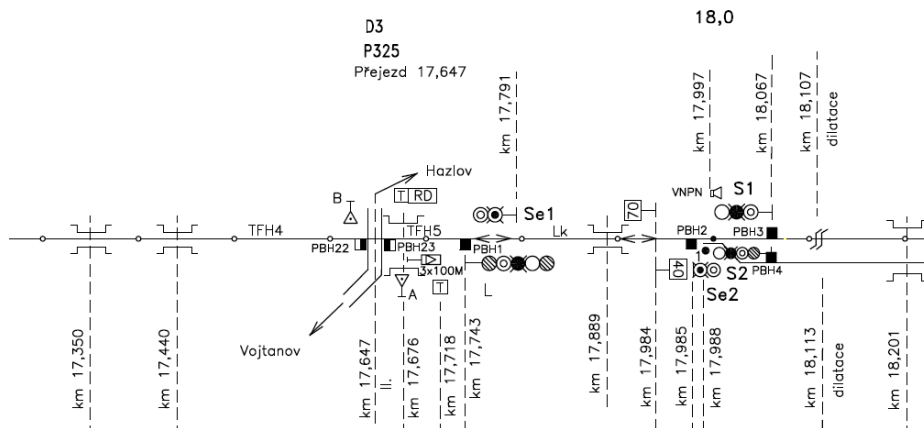 D3
P325
Přejezd 17,647
18,0
km 17,791
km 17,997
km 18,067
km 18,107
dilatace
Hazlov
B
T RD
Se1
VNPN
S1
70
TFH4
TFH5
Lk
PBH2
PBH3
PBH22
PBH23
PBH1
1
3x100M
40
S2
PBH4
A
T
L
Se2
Vojtanov
km 17,350
km 17,440
km 17,647
III.
km 17,676
km 17,718
km 17,743
km 17,889
km 17,984
km 17,985
km 17,988
km 18,113
dilatace
km 18,201